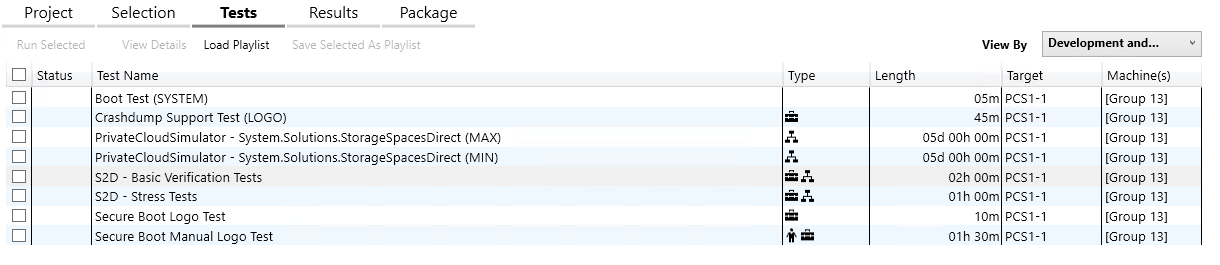 Project Selection Tests Results Package
Run Selected View Details Load Playlist Save Selected As Playlist View By Development and...
Status Test Name Type Length Target Machine(s)
Boot Test (SYSTEM) 05m PCS1-1 [Group 13]
Crashdump Support Test (LOGO) 45m PCS1-1 [Group 13]
PrivateCloudSimulator - System.Solutions.StorageSpacesDirect (MAX) 05d 00h 00m PCS1-1 [Group 13]
PrivateCloudSimulator - System.Solutions.StorageSpacesDirect (MIN) 05d 00h 00m PCS1-1 [Group 13]
S2D - Basic Verification Tests 02h 00m PCS1-1 [Group 13]
S2D - Stress Tests 01h 00m PCS1-1 [Group 13]
Secure Boot Logo Test 10m PCS1-1 [Group 13]
Secure Boot Manual Logo Test 01h 30m PCS1-1 [Group 13]